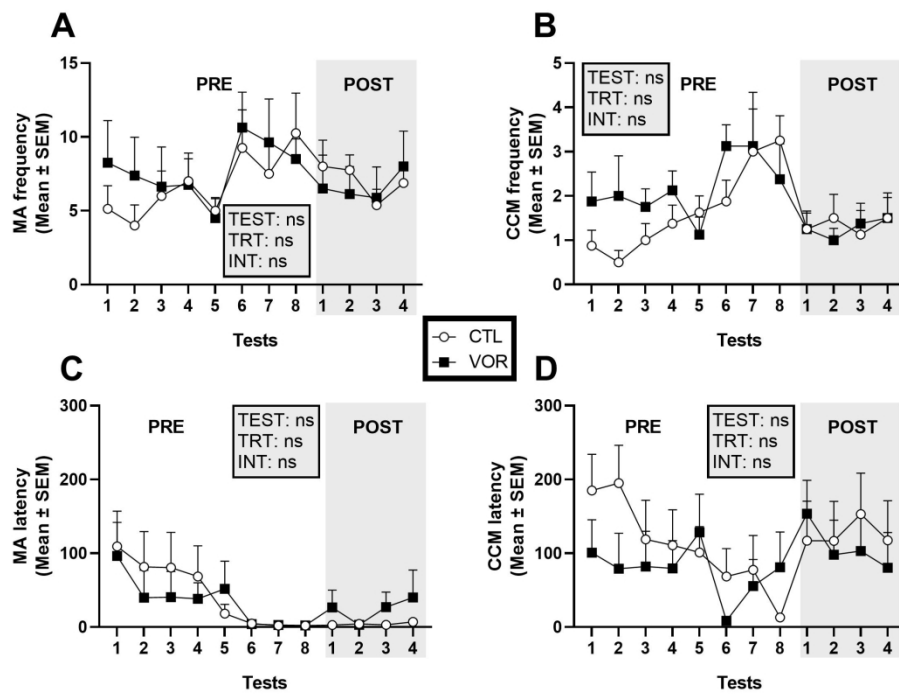 A
MA frequency
(Mean ± SEM)
15
10
5
0
PRE
POST
TEST: ns
TRT: ns
INT: ns
1 2 3 4 5 6 7 8 1 2 3 4
Tests
B
CCM frequency
(Mean ± SEM)
5
4
3
2
1
0
TEST: ns
TRT: ns
INT: ns
PRE
POST
1 2 3 4 5 6 7 8 1 2 3 4
Tests
CTL
VOR
C
MA latency
(Mean ± SEM)
300
200
100
0
PRE
TEST: ns
TRT: ns
INT: ns
POST
1 2 3 4 5 6 7 8 1 2 3 4
Tests
D
CCM latency
(Mean ± SEM)
300
200
100
0
PRE
TEST: ns
TRT: ns
INT: ns
POST
1 2 3 4 5 6 7 8 1 2 3 4
Tests